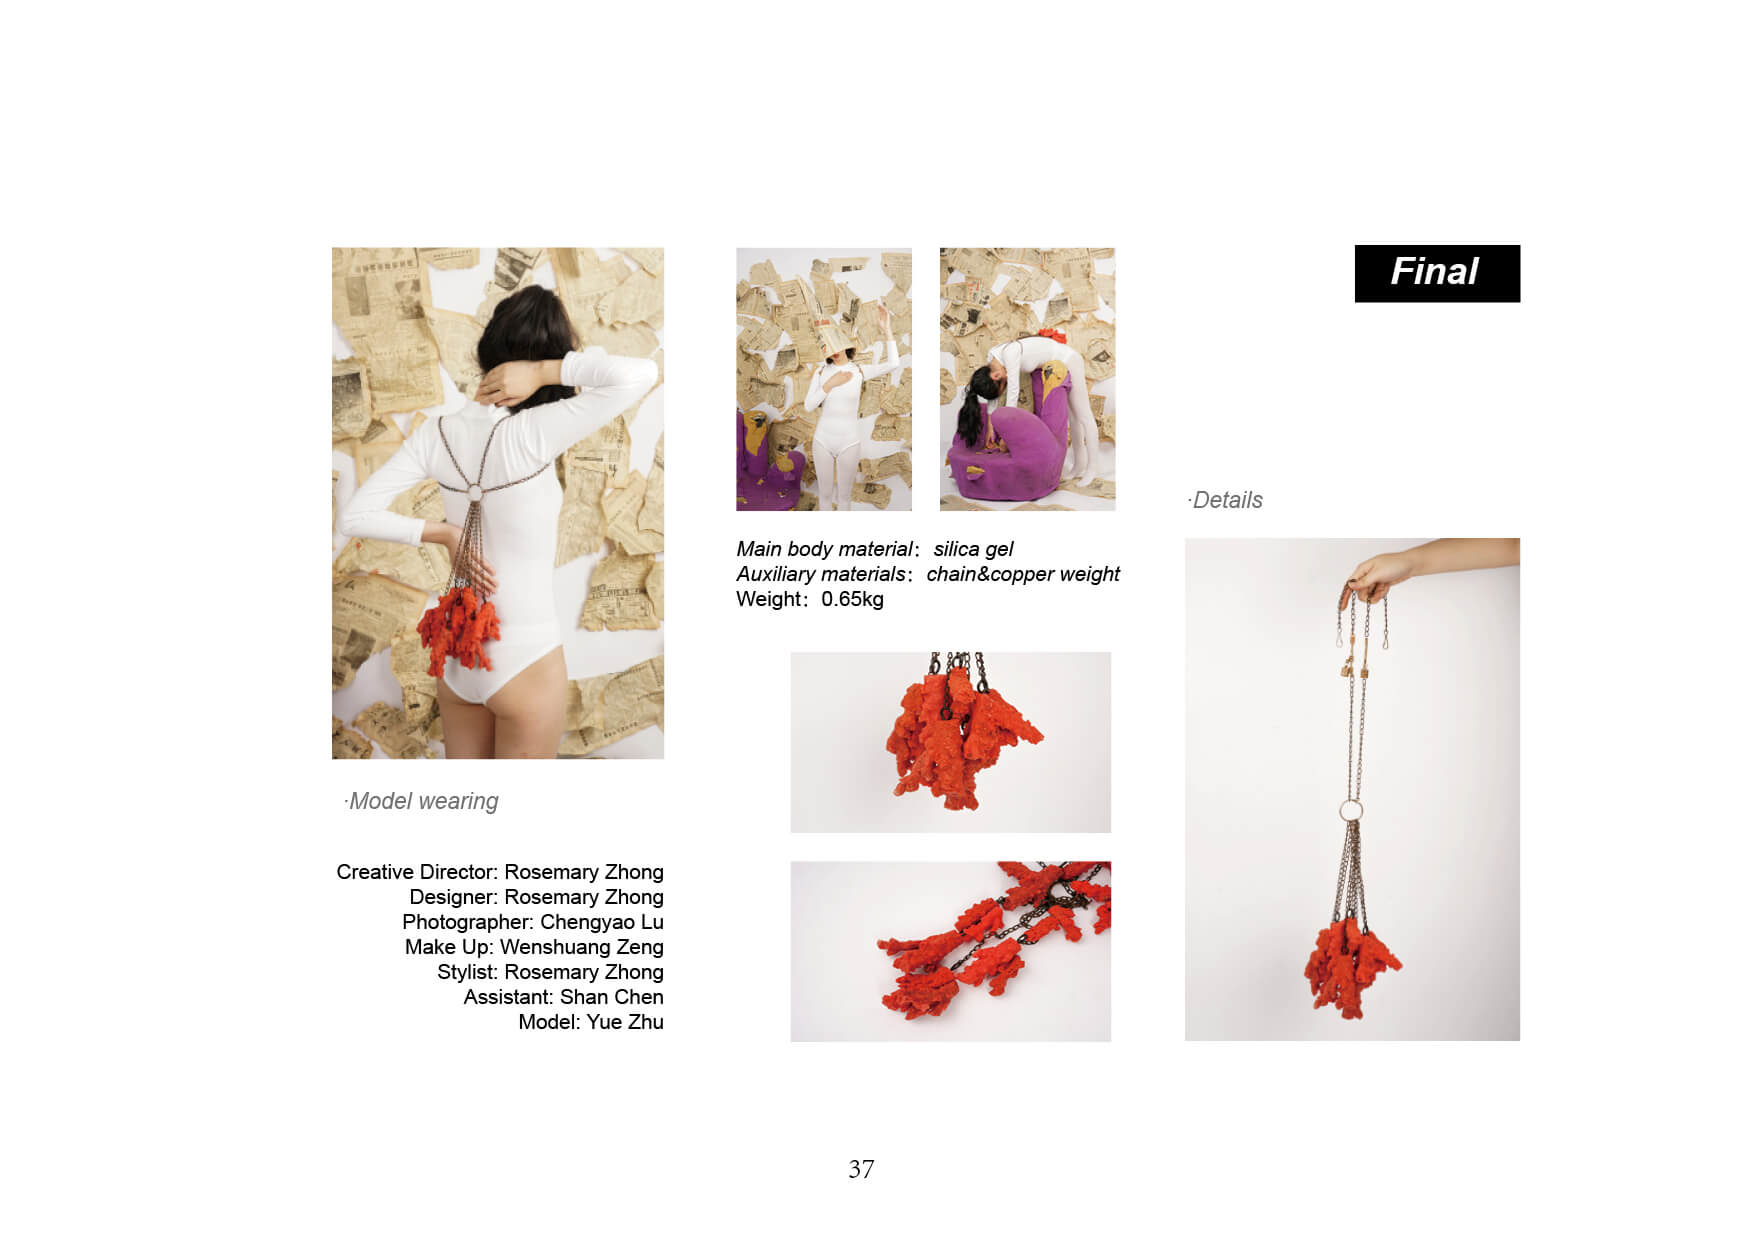 Final
·Model wearing
Creative Director: Rosemary Zhong
Designer: Rosemary Zhong
Photographer: Chengyao Lu
Make Up: Wenshuang Zeng
Stylist: Rosemary Zhong
Assistant: Shan Chen
Model: Yue Zhu
Main body material：silica gel
Auxiliary materials：chain&copper weight
Weight：0.65kg
·Details
37